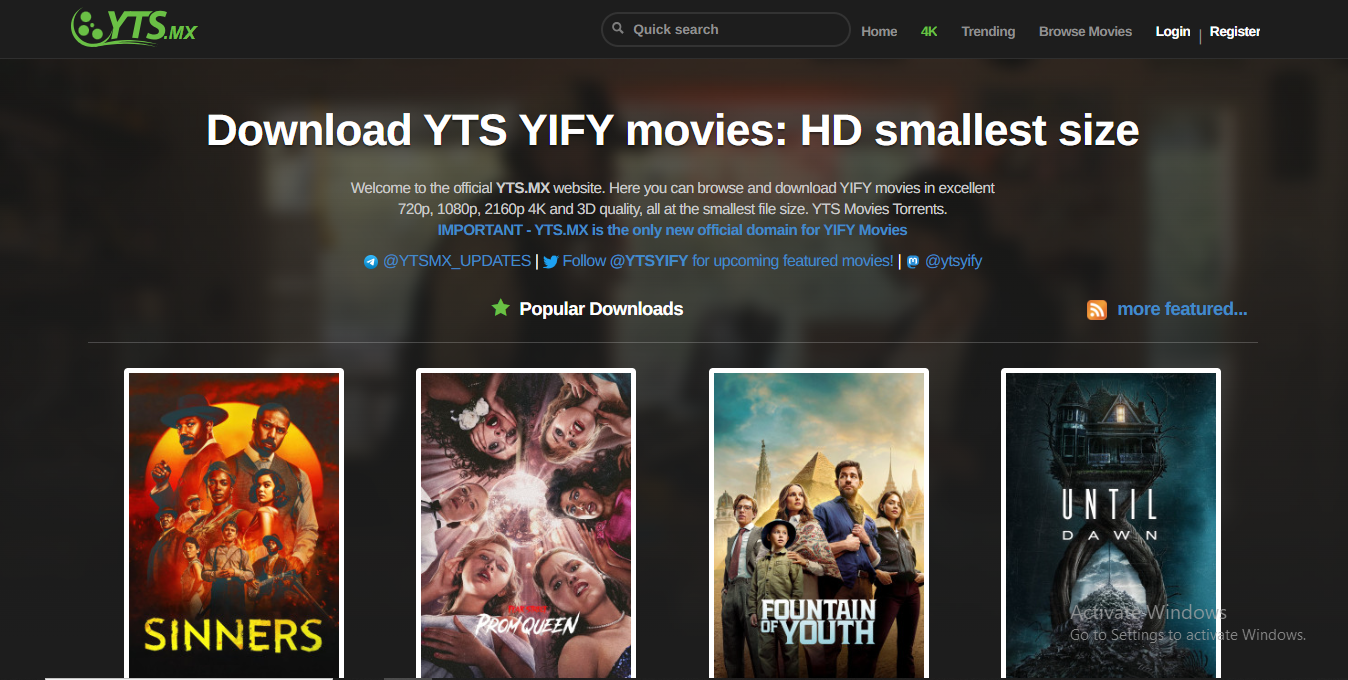 YTS.MX
Quick search
Home
4K
Trending
Browse Movies
Login | Register
Download YTS YIFY movies: HD smallest size
Welcome to the official YTS.MX website. Here you can browse and download YIFY movies in excellent
720p, 1080p, 2160p 4K and 3D quality, all at the smallest file size. YTS Movies Torrents.
IMPORTANT - YTS.MX is the only new official domain for YIFY Movies
@YTSMX_UPDATES | Follow @YTSYIFY for upcoming featured movies! | @ytsyify
Popular Downloads
more featured...
SINNERS
FEAR STREET
PROM QUEEN
FOUNTAIN
OF YOUTH
UNTIL
DAWN
Activate Windows
Go to Settings to activate Windows.